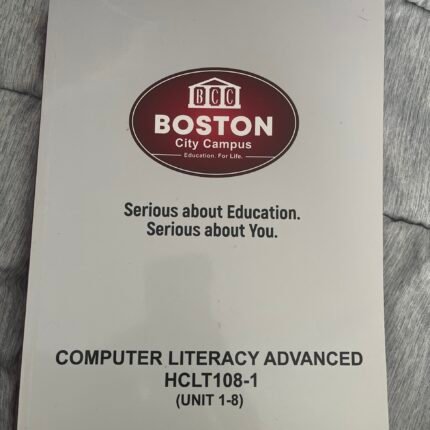 BCC
BOSTON
City Campus
Education. For Life.
Serious about Education.
Serious about You.
COMPUTER LITERACY ADVANCED
HCLT108-1
(UNIT 1-8)